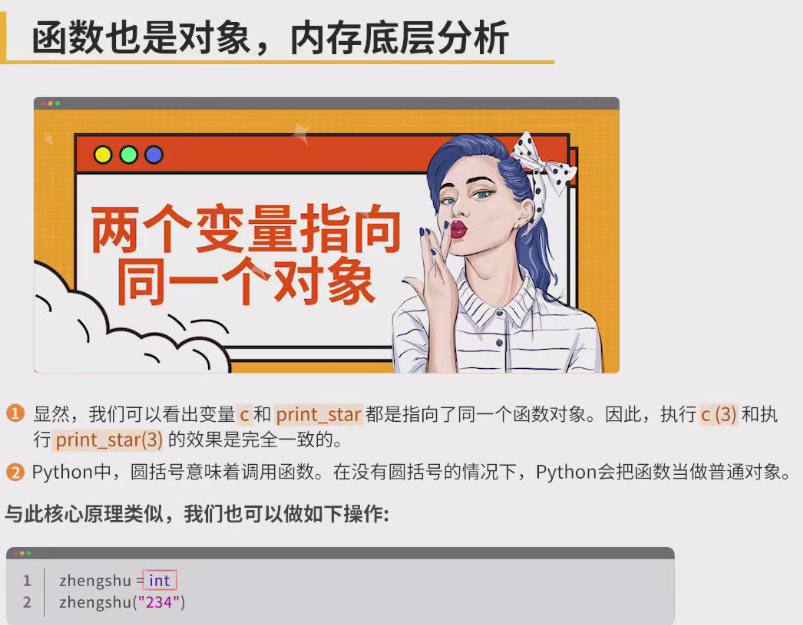 函数也是对象，内存底层分析
两个变量指向
同一个对象
1 显然，我们可以看出变量 c 和 print_star 都是指向了同一个函数对象。因此，执行 c (3) 和执
行 print_star(3) 的效果是完全一致的。
2 Python中，圆括号意味着调用函数。在没有圆括号的情况下，Python会把函数当做普通对象。
与此核心原理类似，我们也可以做如下操作:
1 zhengshu = int
2 zhengshu("234")